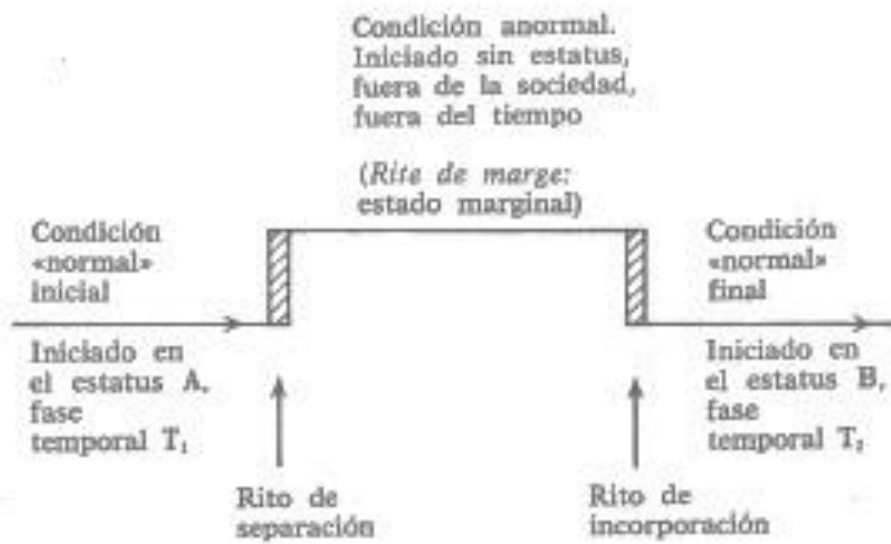 Condición anormal.
Iniciado sin estatus,
fuera de la sociedad,
fuera del tiempo
(Rite de marge:
estado marginal)
Condición
«normal»
inicial
Condición
«normal»
final
Iniciado en
el estatus A,
fase
temporal T₁
Iniciado en
el estatus B,
fase
temporal T₂
Rito de
separación
Rito de
incorporación